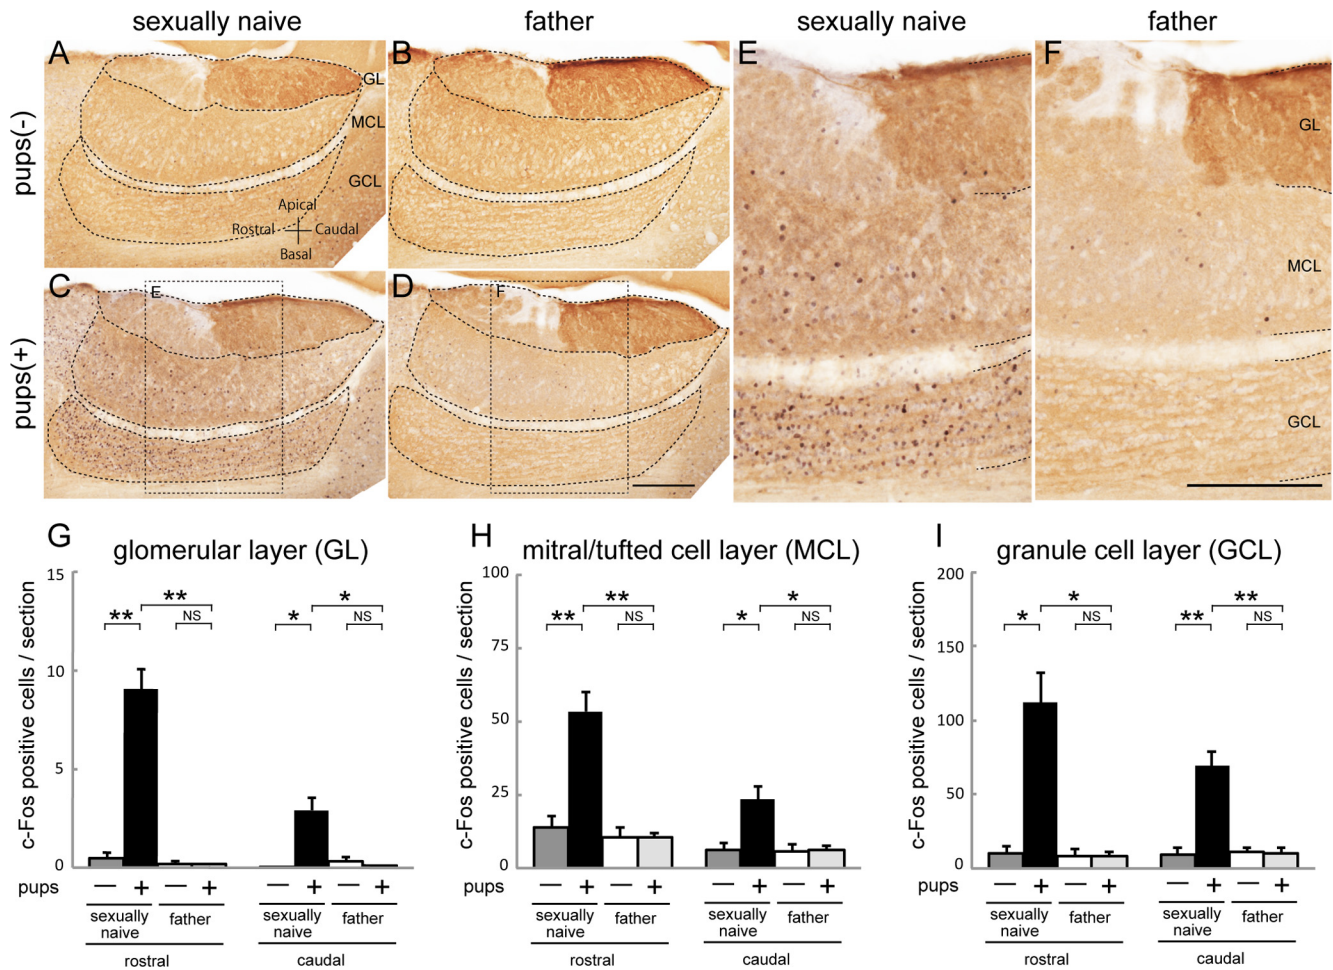 sexually naive father sexually naive father
pups(-)
pups(+)
A
GL
MCL
GCL
Apical
Rostral Caudal
Basal
B
C
E
D
F
E
F
GL
MCL
GCL
G
glomerular layer (GL)
c-Fos positive cells / section
15
10
5
0
** ** NS * * NS
pups — + — + — + — +
sexually naive father sexually naive father
rostral caudal
H
mitral/tufted cell layer (MCL)
c-Fos positive cells / section
100
75
50
25
0
** ** NS * * NS
pups — + — + — + — +
sexually naive father sexually naive father
rostral caudal
I
granule cell layer (GCL)
c-Fos positive cells / section
200
150
100
50
0
* * NS ** ** NS
pups — + — + — + — +
sexually naive father sexually naive father
rostral caudal